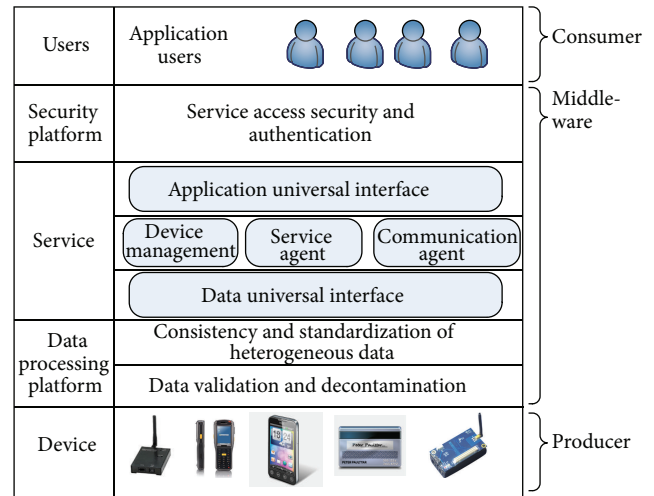 Users
Application
users
Consumer
Security
platform
Service access security and
authentication
Middle-
ware
Service
Application universal interface
Device
management
Service
agent
Communication
agent
Data universal interface
Data
processing
platform
Consistency and standardization of
heterogeneous data
Data validation and decontamination
Device
Producer